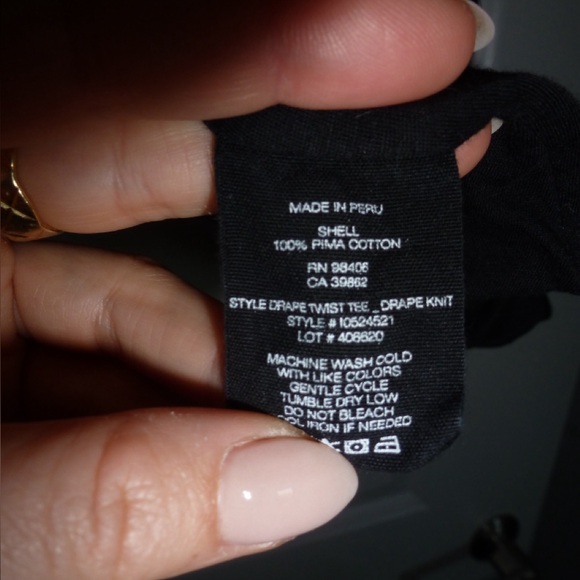 MADE IN PERU
SHELL
100% PIMA COTTON
RN 98406
CA 39862
STYLE DRAPE TWIST TEE _ DRAPE KNIT
STYLE # 10524521
LOT # 406620
MACHINE WASH COLD
WITH LIKE COLORS
GENTLE CYCLE
TUMBLE DRY LOW
DO NOT BLEACH
IRON IF NEEDED